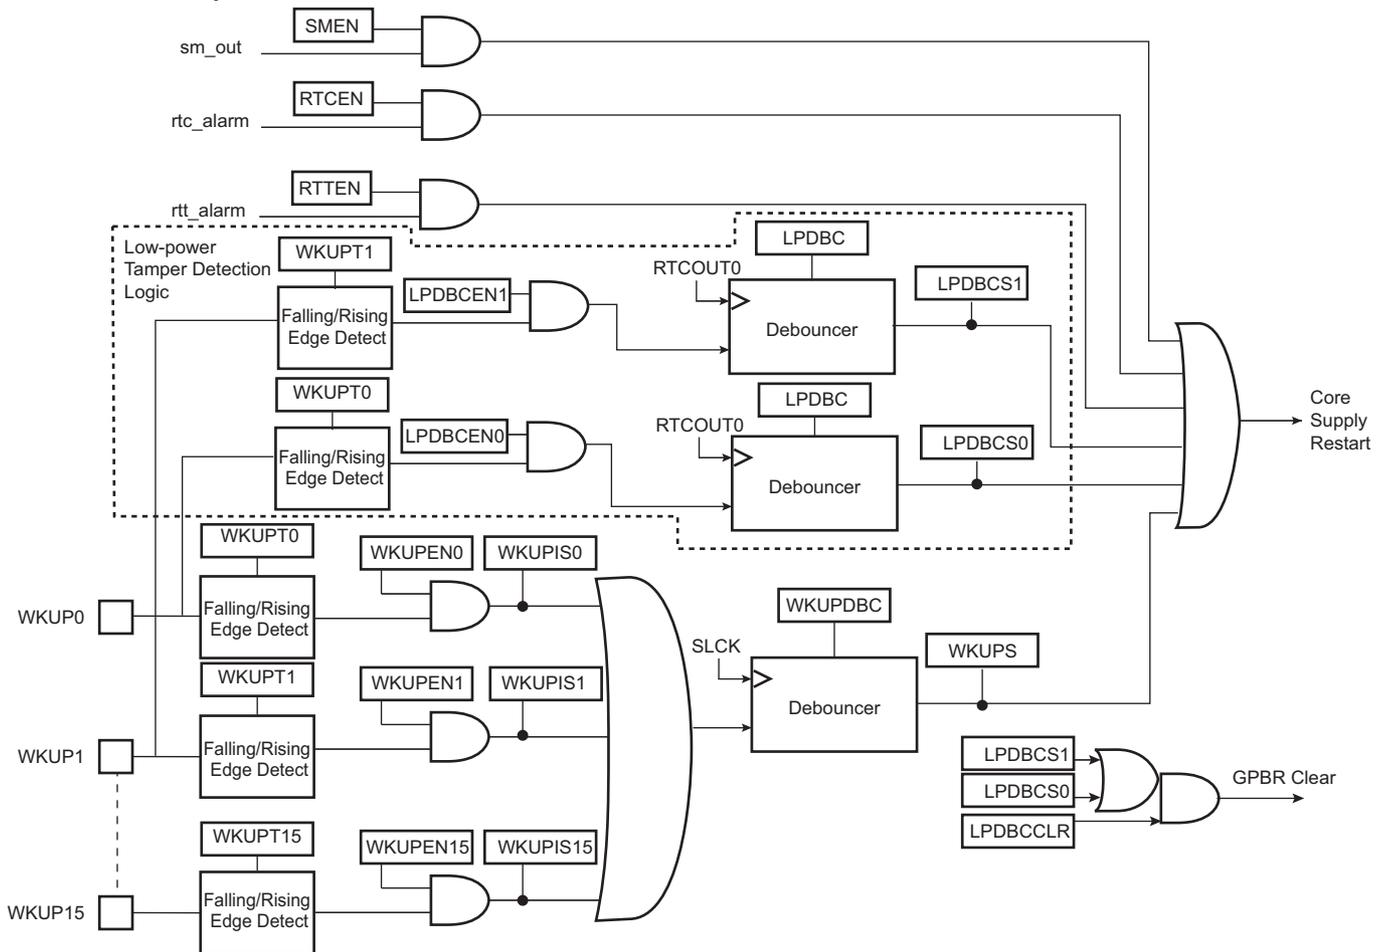 SMEN
sm_out
RTCEN
rtc_alarm
RTTEN
rtt_alarm
Low-power
Tamper Detection
Logic
WKUPT1
Falling/Rising
Edge Detect
LPDBCEN1
RTCOUT0
LPDBC
Debouncer
LPDBCS1
WKUPT0
Falling/Rising
Edge Detect
LPDBCEN0
RTCOUT0
LPDBC
Debouncer
LPDBCS0
Core
Supply
Restart
WKUP0
WKUPT0
Falling/Rising
Edge Detect
WKUPEN0
WKUPIS0
WKUP1
WKUPT1
Falling/Rising
Edge Detect
WKUPEN1
WKUPIS1
SLCK
WKUPDBC
Debouncer
WKUPS
WKUP15
WKUPT15
Falling/Rising
Edge Detect
WKUPEN15
WKUPIS15
LPDBCS1
LPDBCS0
LPDBCCLR
GPBR Clear